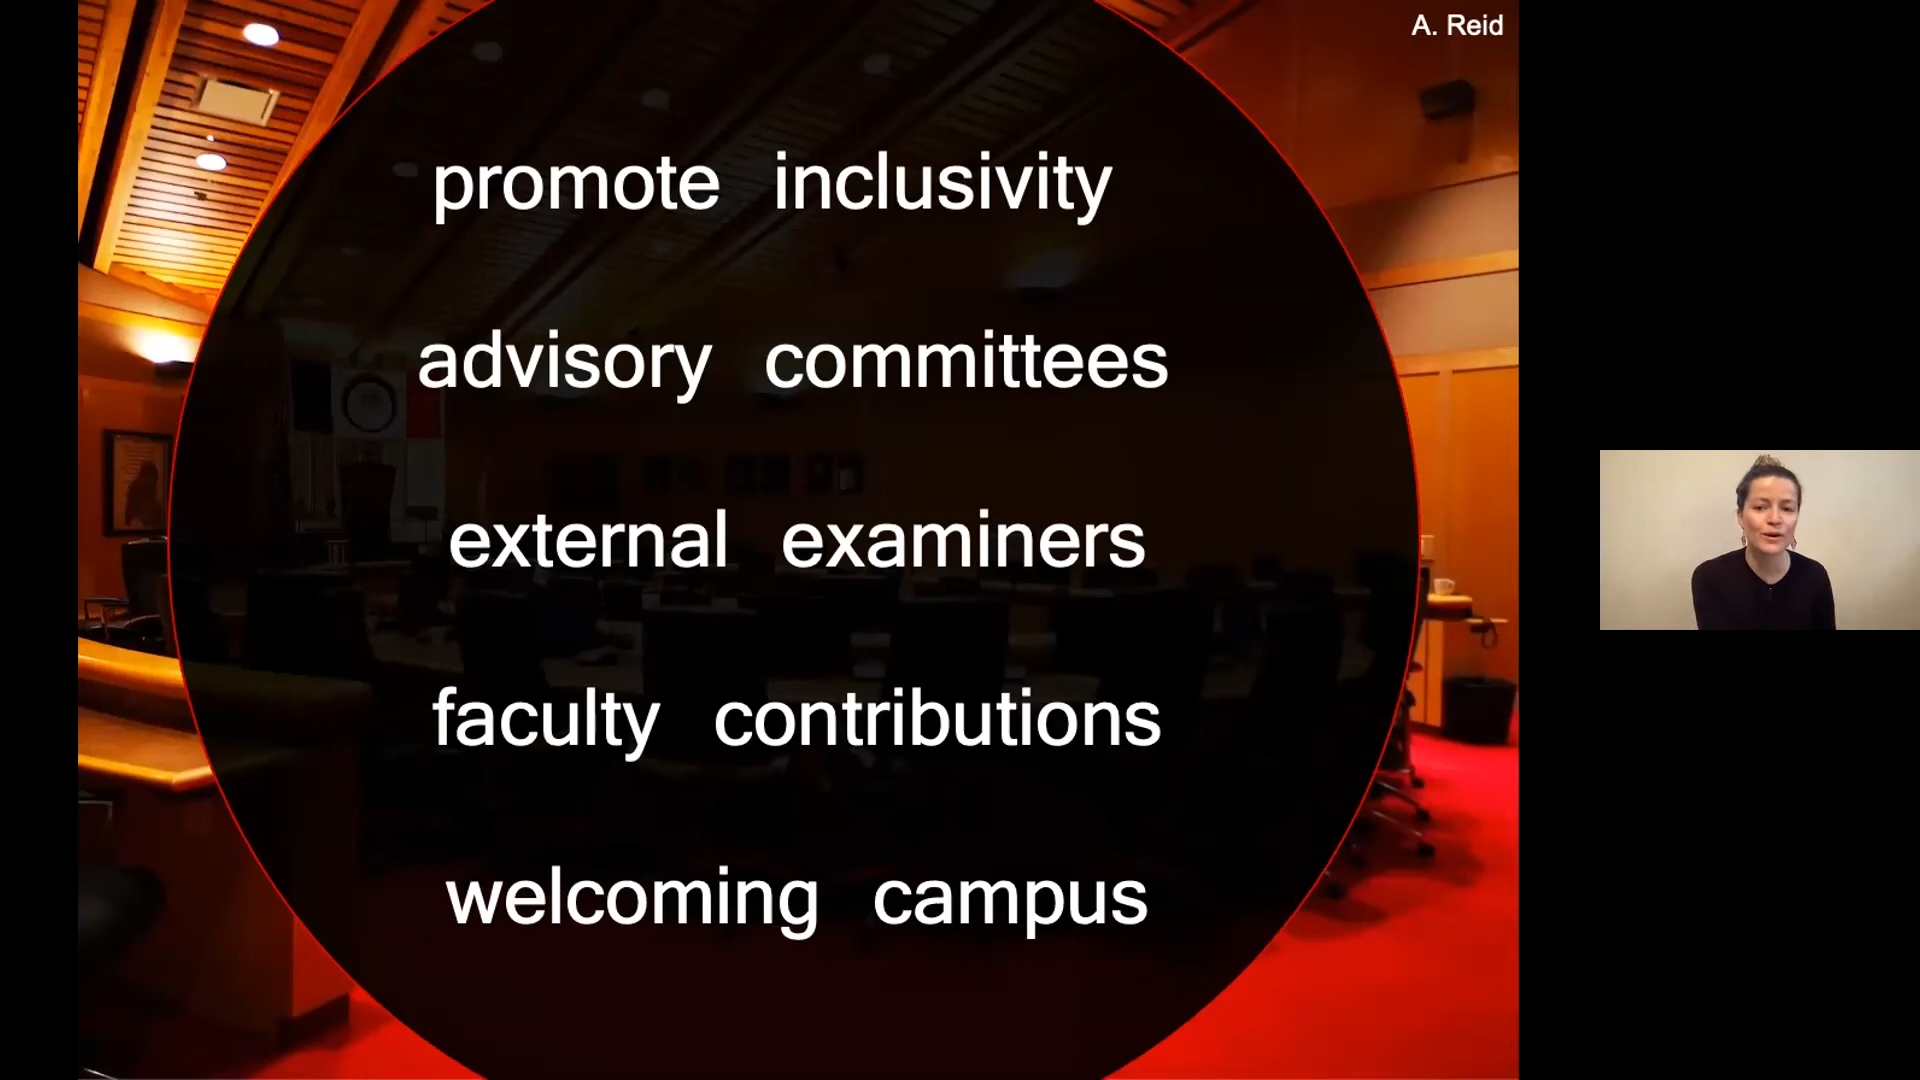 A. Reid
promote inclusivity
advisory committees
external examiners
faculty contributions
welcoming campus